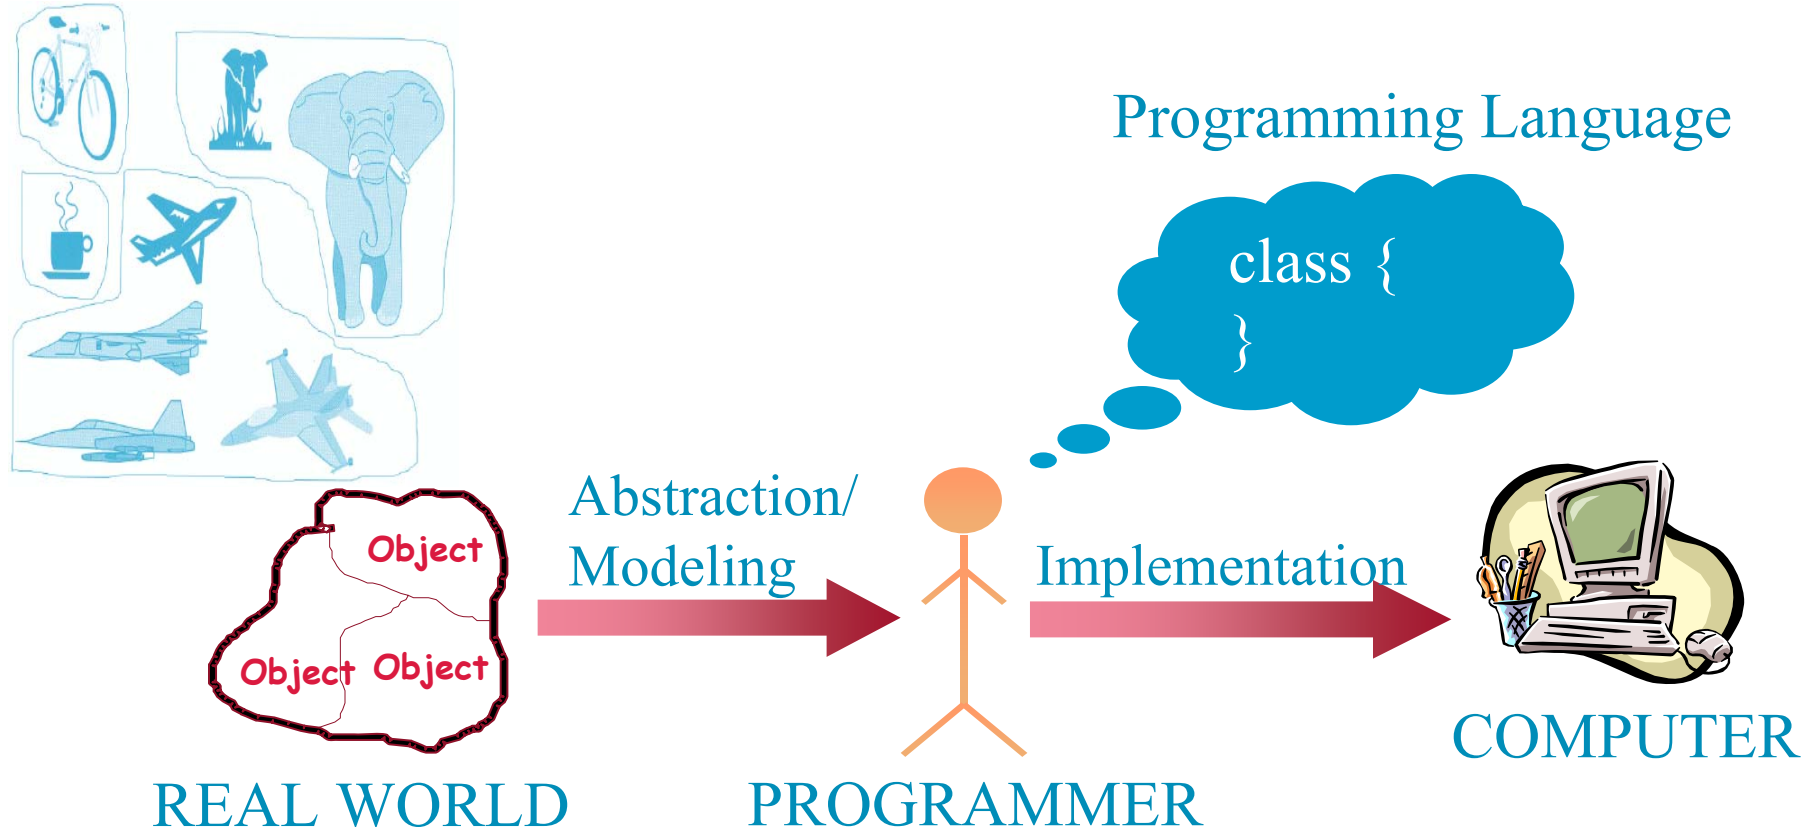 Programming Language
class {
}
Abstraction/
Modeling
Implementation
Object
Object
Object
REAL WORLD
PROGRAMMER
COMPUTER